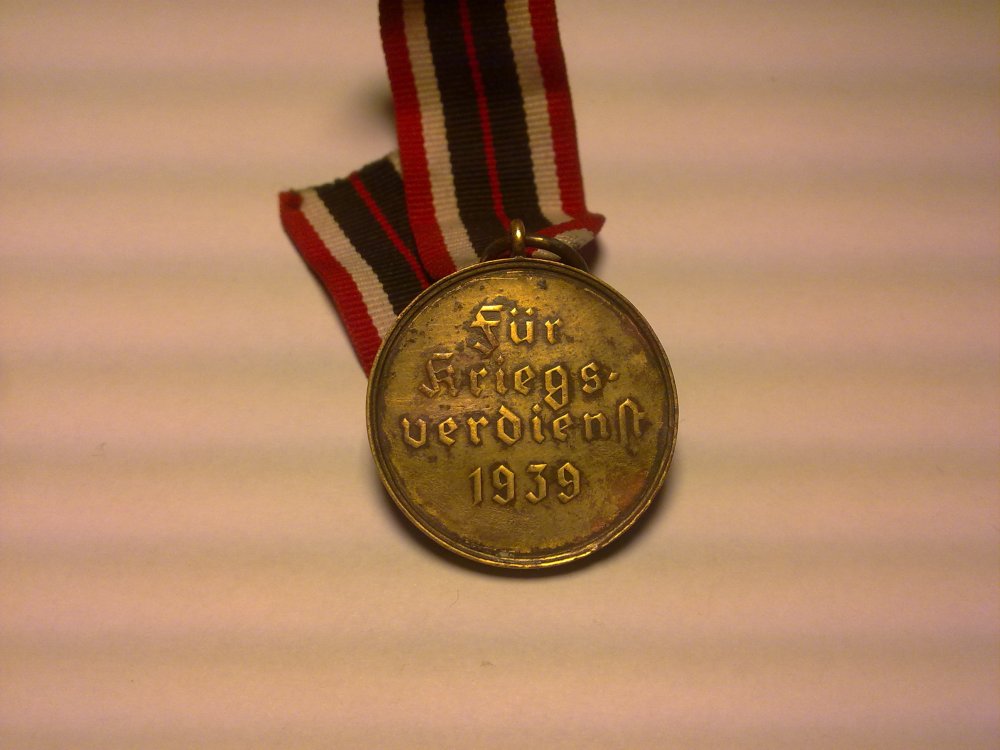 Für
Kriegs-
verdienst
1939